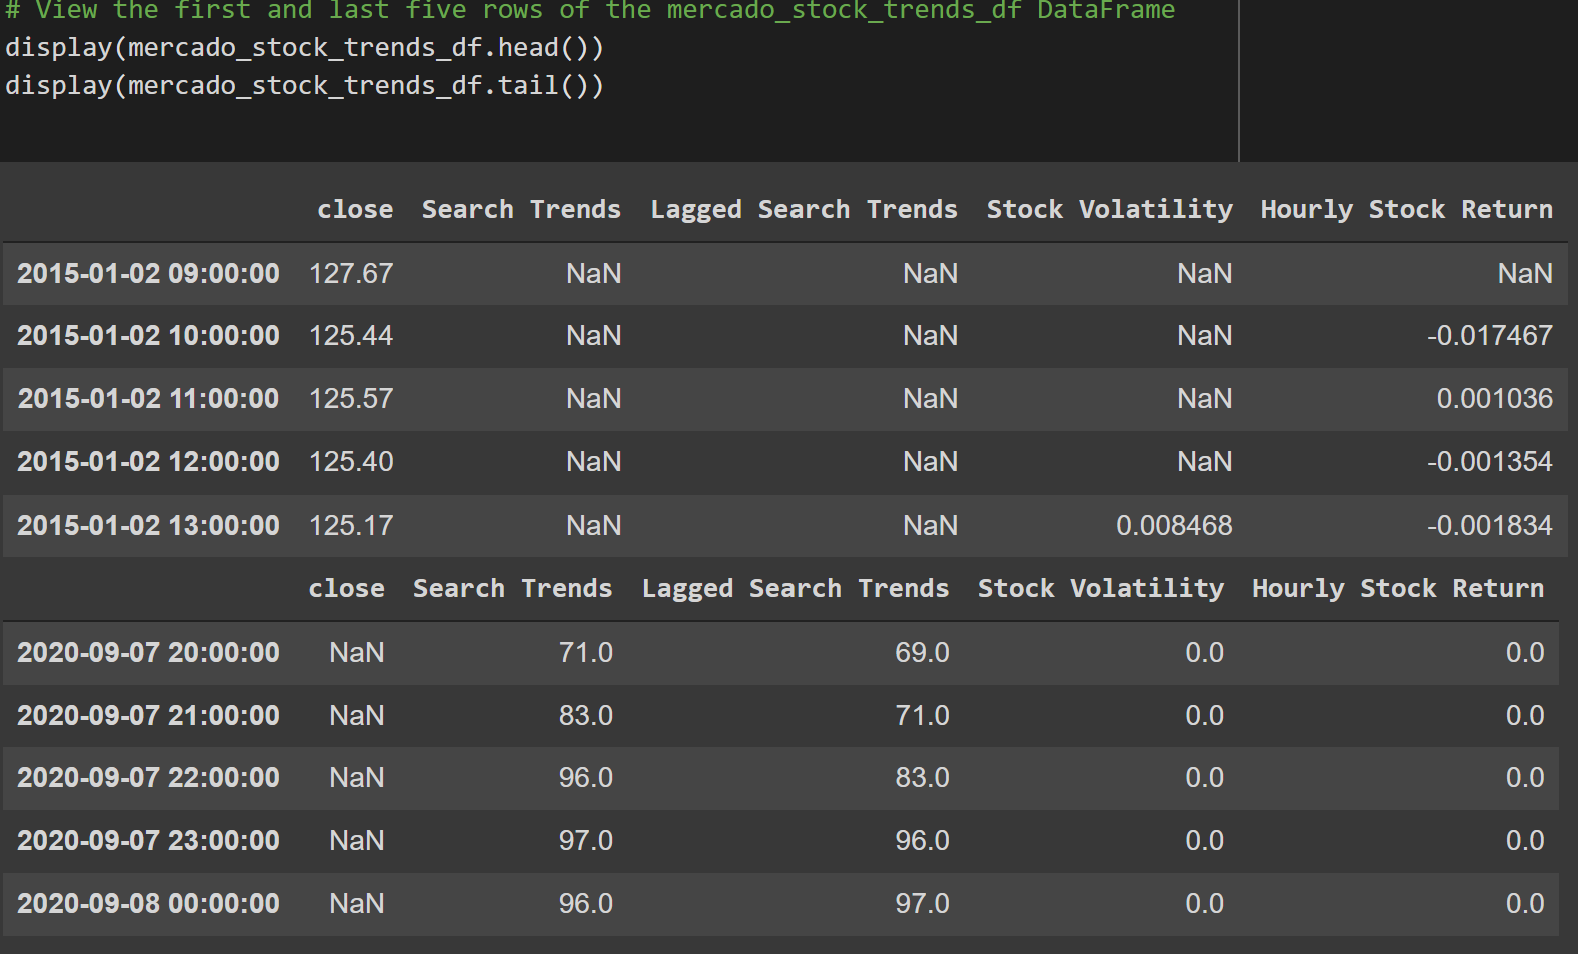 # View the first and last five rows of the mercado_stock_trends_df DataFrame
display(mercado_stock_trends_df.head())
display(mercado_stock_trends_df.tail())
close Search Trends Lagged Search Trends Stock Volatility Hourly Stock Return
2015-01-02 09:00:00 127.67 NaN NaN NaN NaN
2015-01-02 10:00:00 125.44 NaN NaN NaN -0.017467
2015-01-02 11:00:00 125.57 NaN NaN NaN 0.001036
2015-01-02 12:00:00 125.40 NaN NaN NaN -0.001354
2015-01-02 13:00:00 125.17 NaN NaN 0.008468 -0.001834
close Search Trends Lagged Search Trends Stock Volatility Hourly Stock Return
2020-09-07 20:00:00 NaN 71.0 69.0 0.0 0.0
2020-09-07 21:00:00 NaN 83.0 71.0 0.0 0.0
2020-09-07 22:00:00 NaN 96.0 83.0 0.0 0.0
2020-09-07 23:00:00 NaN 97.0 96.0 0.0 0.0
2020-09-08 00:00:00 NaN 96.0 97.0 0.0 0.0